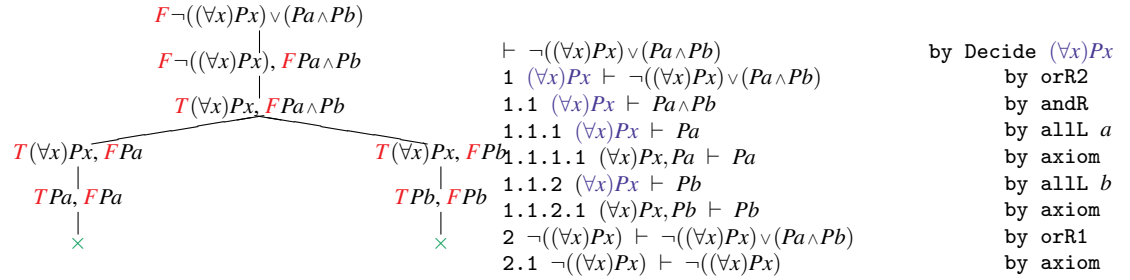 F¬((∀x)Px)∨(Pa∧Pb)
F¬((∀x)Px), FPa∧Pb
T(∀x)Px, FPa∧Pb
T(∀x)Px, FPa T(∀x)Px, FPb
TPa, FPa TPb, FPb
× ×
⊢ ¬((∀x)Px)∨(Pa∧Pb) by Decide (∀x)Px
1 (∀x)Px ⊢ ¬((∀x)Px)∨(Pa∧Pb) by orR2
1.1 (∀x)Px ⊢ Pa∧Pb by andR
1.1.1 (∀x)Px ⊢ Pa by allL a
1.1.1.1 (∀x)Px,Pa ⊢ Pa by axiom
1.1.2 (∀x)Px ⊢ Pb by allL b
1.1.2.1 (∀x)Px,Pb ⊢ Pb by axiom
2 ¬((∀x)Px) ⊢ ¬((∀x)Px)∨(Pa∧Pb) by orR1
2.1 ¬((∀x)Px) ⊢ ¬((∀x)Px) by axiom